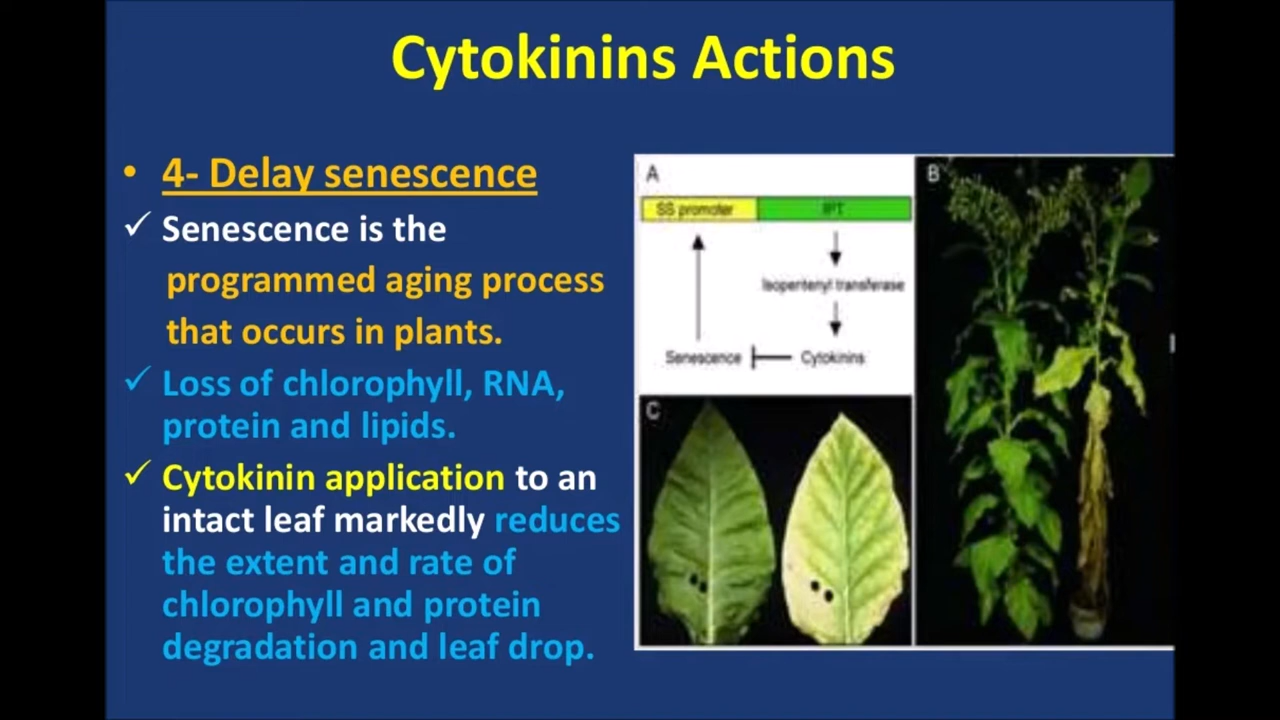 Cytokinins Actions
• 4- Delay senescence
✓ Senescence is the
programmed aging process
that occurs in plants.
✓ Loss of chlorophyll, RNA,
protein and lipids.
✓ Cytokinin application to an
intact leaf markedly reduces
the extent and rate of
chlorophyll and protein
degradation and leaf drop.
A
SS promoter IPT
Isopentenyl transferase
Senescence Cytokinins
B
C